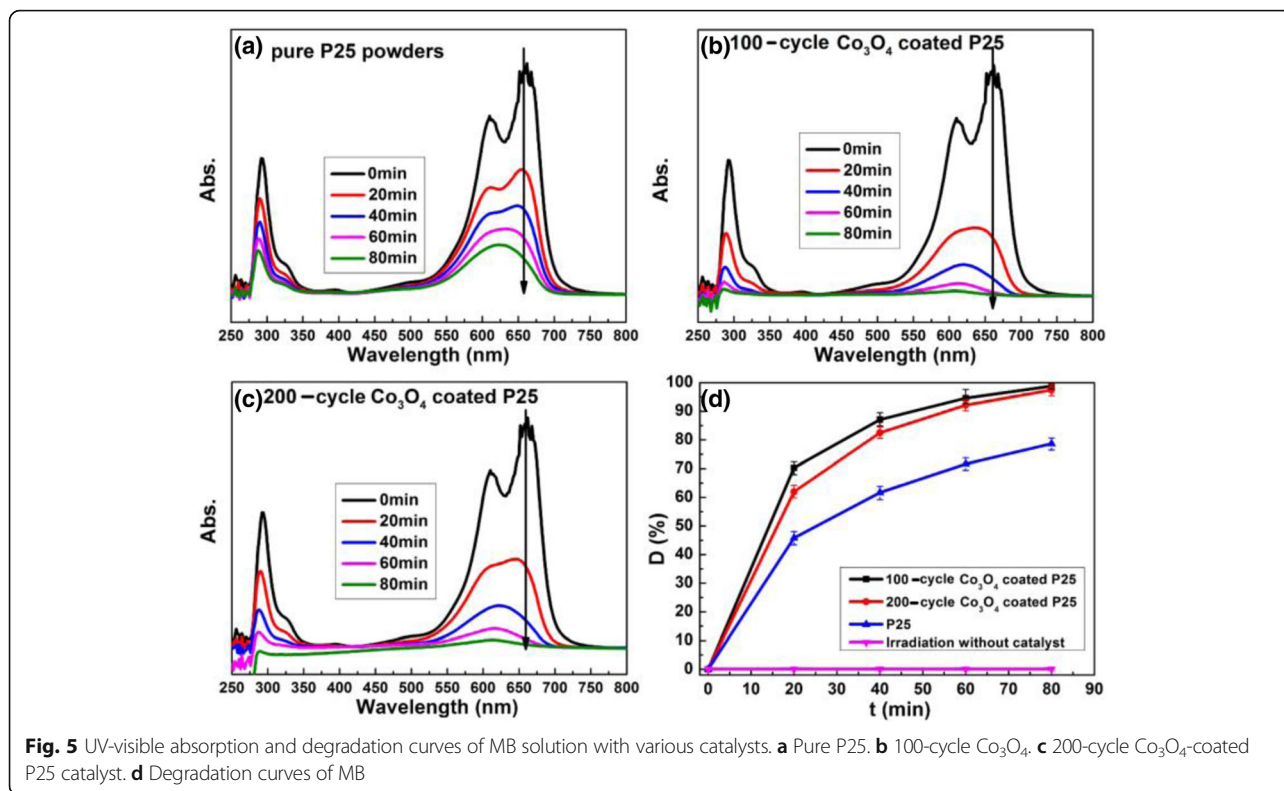 (a) pure P25 powders
Abs.
0min
20min
40min
60min
80min
250 300 350 400 450 500 550 600 650 700 750 800
Wavelength (nm)
(b) 100–cycle Co₃O₄ coated P25
Abs.
0min
20min
40min
60min
80min
250 300 350 400 450 500 550 600 650 700 750 800
Wavelength (nm)
(c) 200–cycle Co₃O₄ coated P25
Abs.
0min
20min
40min
60min
80min
250 300 350 400 450 500 550 600 650 700 750 800
Wavelength (nm)
(d)
D (%)
100
90
80
70
60
50
40
30
20
10
0
100–cycle Co₃O₄ coated P25
200–cycle Co₃O₄ coated P25
P25
Irradiation without catalyst
0 10 20 30 40 50 60 70 80 90
t (min)
Fig. 5 UV-visible absorption and degradation curves of MB solution with various catalysts. a Pure P25. b 100-cycle Co₃O₄. c 200-cycle Co₃O₄-coated
P25 catalyst. d Degradation curves of MB